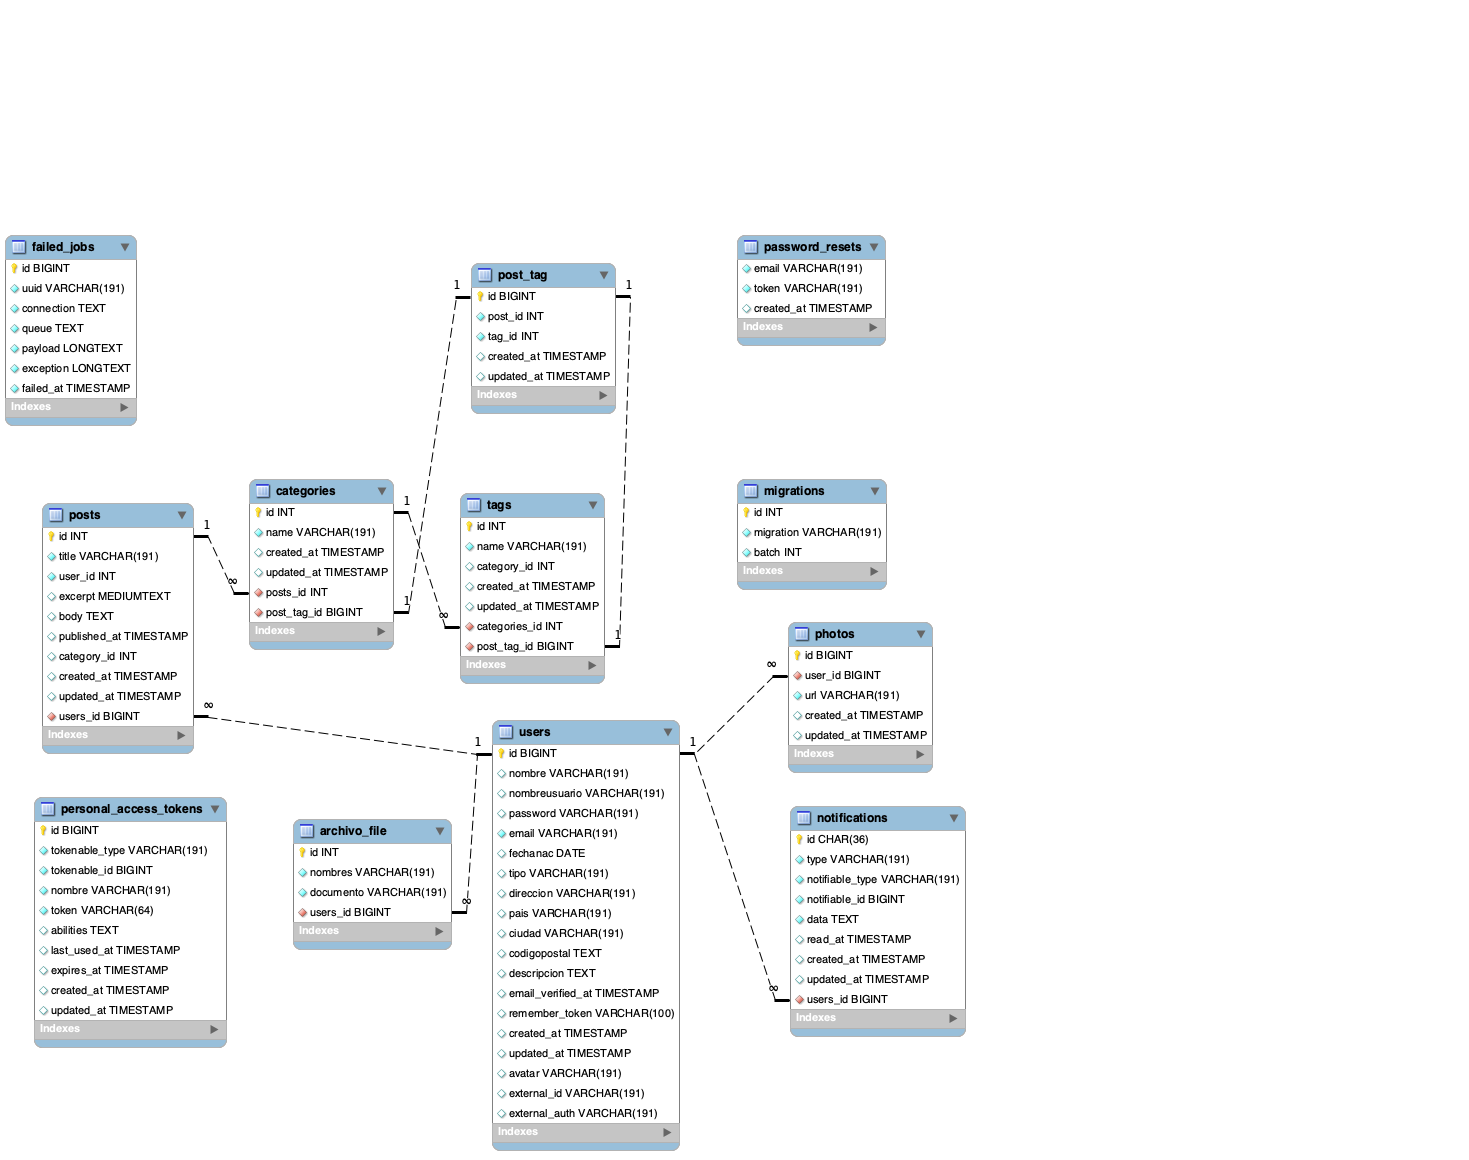 failed_jobs
id BIGINT
uuid VARCHAR(191)
connection TEXT
queue TEXT
payload LONGTEXT
exception LONGTEXT
failed_at TIMESTAMP
Indexes
post_tag
id BIGINT
post_id INT
tag_id INT
created_at TIMESTAMP
updated_at TIMESTAMP
Indexes
1
1
password_resets
email VARCHAR(191)
token VARCHAR(191)
created_at TIMESTAMP
Indexes
posts
id INT
title VARCHAR(191)
user_id INT
excerpt MEDIUMTEXT
body TEXT
published_at TIMESTAMP
category_id INT
created_at TIMESTAMP
updated_at TIMESTAMP
users_id BIGINT
Indexes
1
∞
∞
categories
id INT
name VARCHAR(191)
created_at TIMESTAMP
updated_at TIMESTAMP
posts_id INT
post_tag_id BIGINT
Indexes
1
1
∞
tags
id INT
name VARCHAR(191)
category_id INT
created_at TIMESTAMP
updated_at TIMESTAMP
categories_id INT
post_tag_id BIGINT
Indexes
1
migrations
id INT
migration VARCHAR(191)
batch INT
Indexes
photos
id BIGINT
user_id BIGINT
url VARCHAR(191)
created_at TIMESTAMP
updated_at TIMESTAMP
Indexes
∞
personal_access_tokens
id BIGINT
tokenable_type VARCHAR(191)
tokenable_id BIGINT
nombre VARCHAR(191)
token VARCHAR(64)
abilities TEXT
last_used_at TIMESTAMP
expires_at TIMESTAMP
created_at TIMESTAMP
updated_at TIMESTAMP
Indexes
archivo_file
id INT
nombres VARCHAR(191)
documento VARCHAR(191)
users_id BIGINT
Indexes
∞
1
1
users
id BIGINT
nombre VARCHAR(191)
nombreusuario VARCHAR(191)
password VARCHAR(191)
email VARCHAR(191)
fechanac DATE
tipo VARCHAR(191)
direccion VARCHAR(191)
pais VARCHAR(191)
ciudad VARCHAR(191)
codigopostal TEXT
descripcion TEXT
email_verified_at TIMESTAMP
remember_token VARCHAR(100)
created_at TIMESTAMP
updated_at TIMESTAMP
avatar VARCHAR(191)
external_id VARCHAR(191)
external_auth VARCHAR(191)
Indexes
notifications
id CHAR(36)
type VARCHAR(191)
notifiable_type VARCHAR(191)
notifiable_id BIGINT
data TEXT
read_at TIMESTAMP
created_at TIMESTAMP
updated_at TIMESTAMP
users_id BIGINT
Indexes
∞